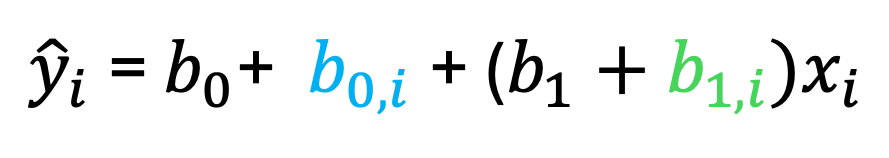 ŷᵢ = b₀+ b₀,ᵢ + (b₁ + b₁,ᵢ)xᵢ